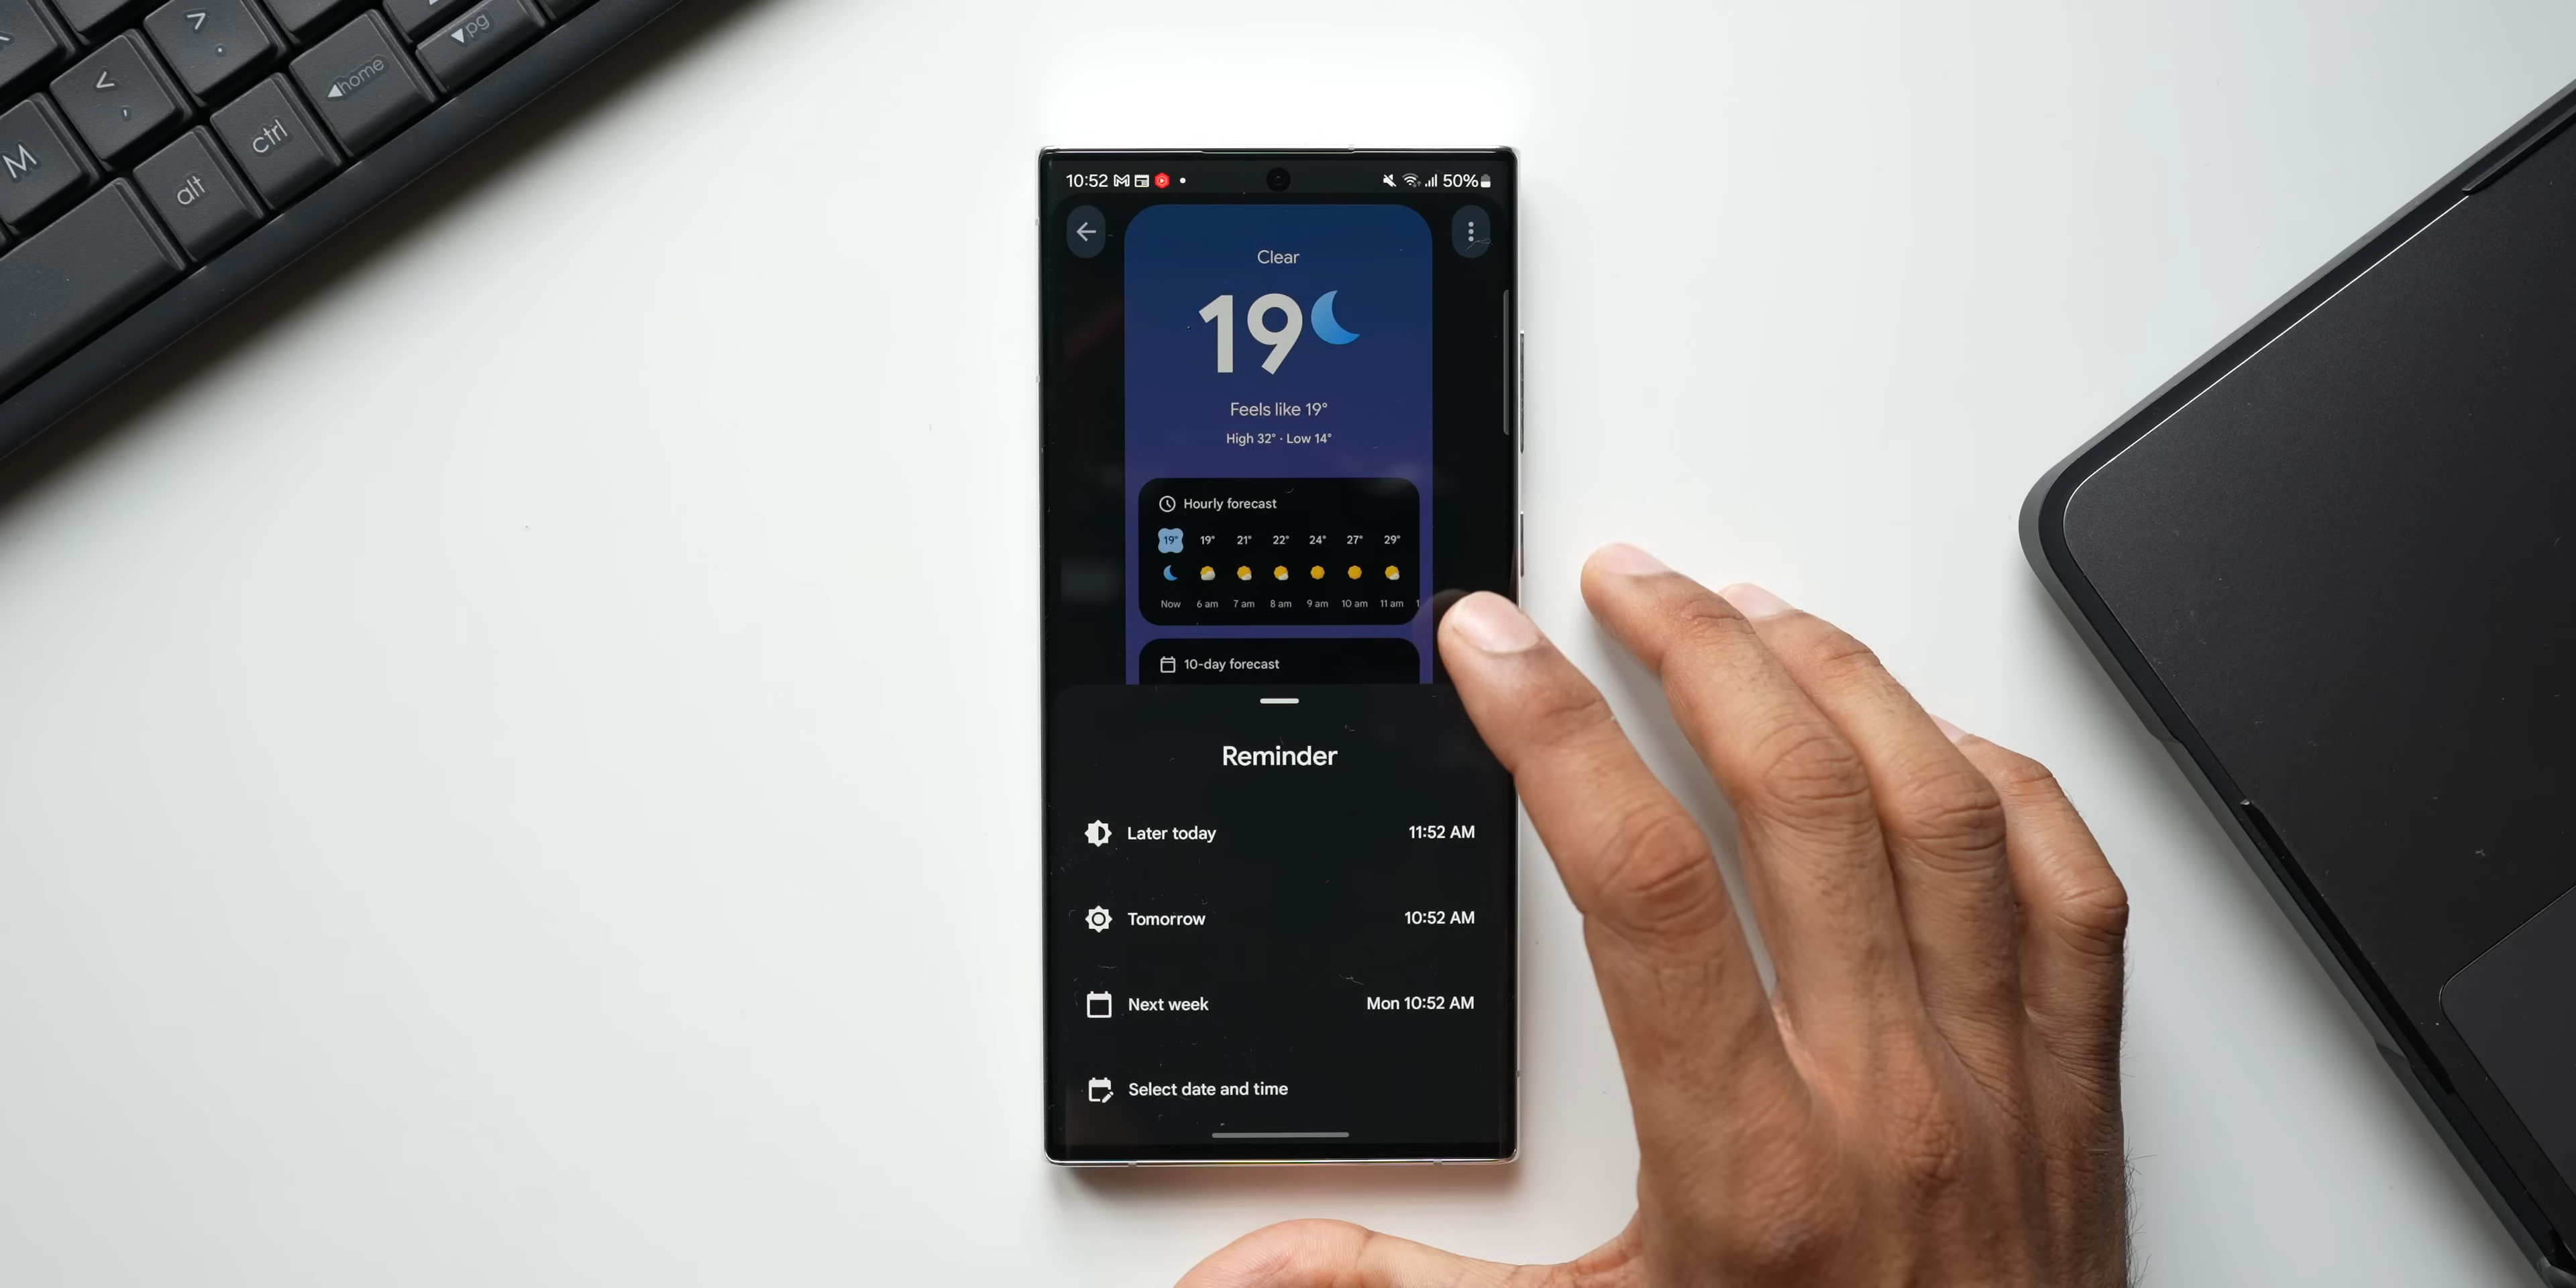 > .
< ,
M
alt
ctrl
home
pg
10:52 50%
Clear
19
Feels like 19°
High 32° · Low 14°
Hourly forecast
19° 19° 21° 22° 24° 27° 29°
Now 6 am 7 am 8 am 9 am 10 am 11 am 1
10-day forecast
Reminder
Later today 11:52 AM
Tomorrow 10:52 AM
Next week Mon 10:52 AM
Select date and time